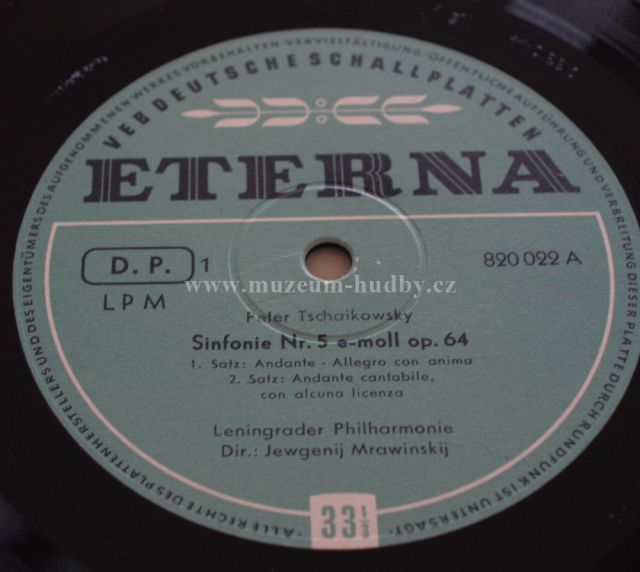 ALLE RECHTE DES PLATTENHERSTELLERS UND DES EIGENTÜMERS DES AUFGENOMMENEN WERKES VORBEHALTEN · VERVIELFÄLTIGUNG · ÖFFENTLICHE AUFFÜHRUNG UND VERBREITUNG DIESER PLATTE DURCH RUNDFUNK IST UNTERSAGT ·
VEB DEUTSCHE SCHALLPLATTEN
ETERNA
D. P. 1
820 022 A
LPM
www.muzeum-hudby.cz
Peter Tschaikowsky
Sinfonie Nr. 5 e-moll op. 64
1. Satz: Andante - Allegro con anima
2. Satz: Andante cantabile,
con alcuna licenza
Leningrader Philharmonie
Dir.: Jewgenij Mrawinskij
33 1/3